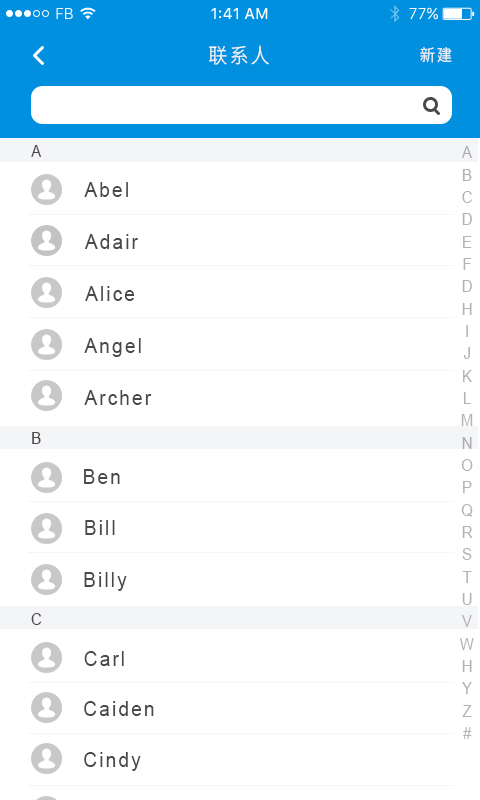 FB 1:41 AM 77%
联系人 新建
A
Abel
Adair
Alice
Angel
Archer
B
Ben
Bill
Billy
C
Carl
Caiden
Cindy
A
B
C
D
E
F
D
H
I
J
K
L
M
N
O
P
Q
R
S
T
U
V
W
H
Y
Z
#